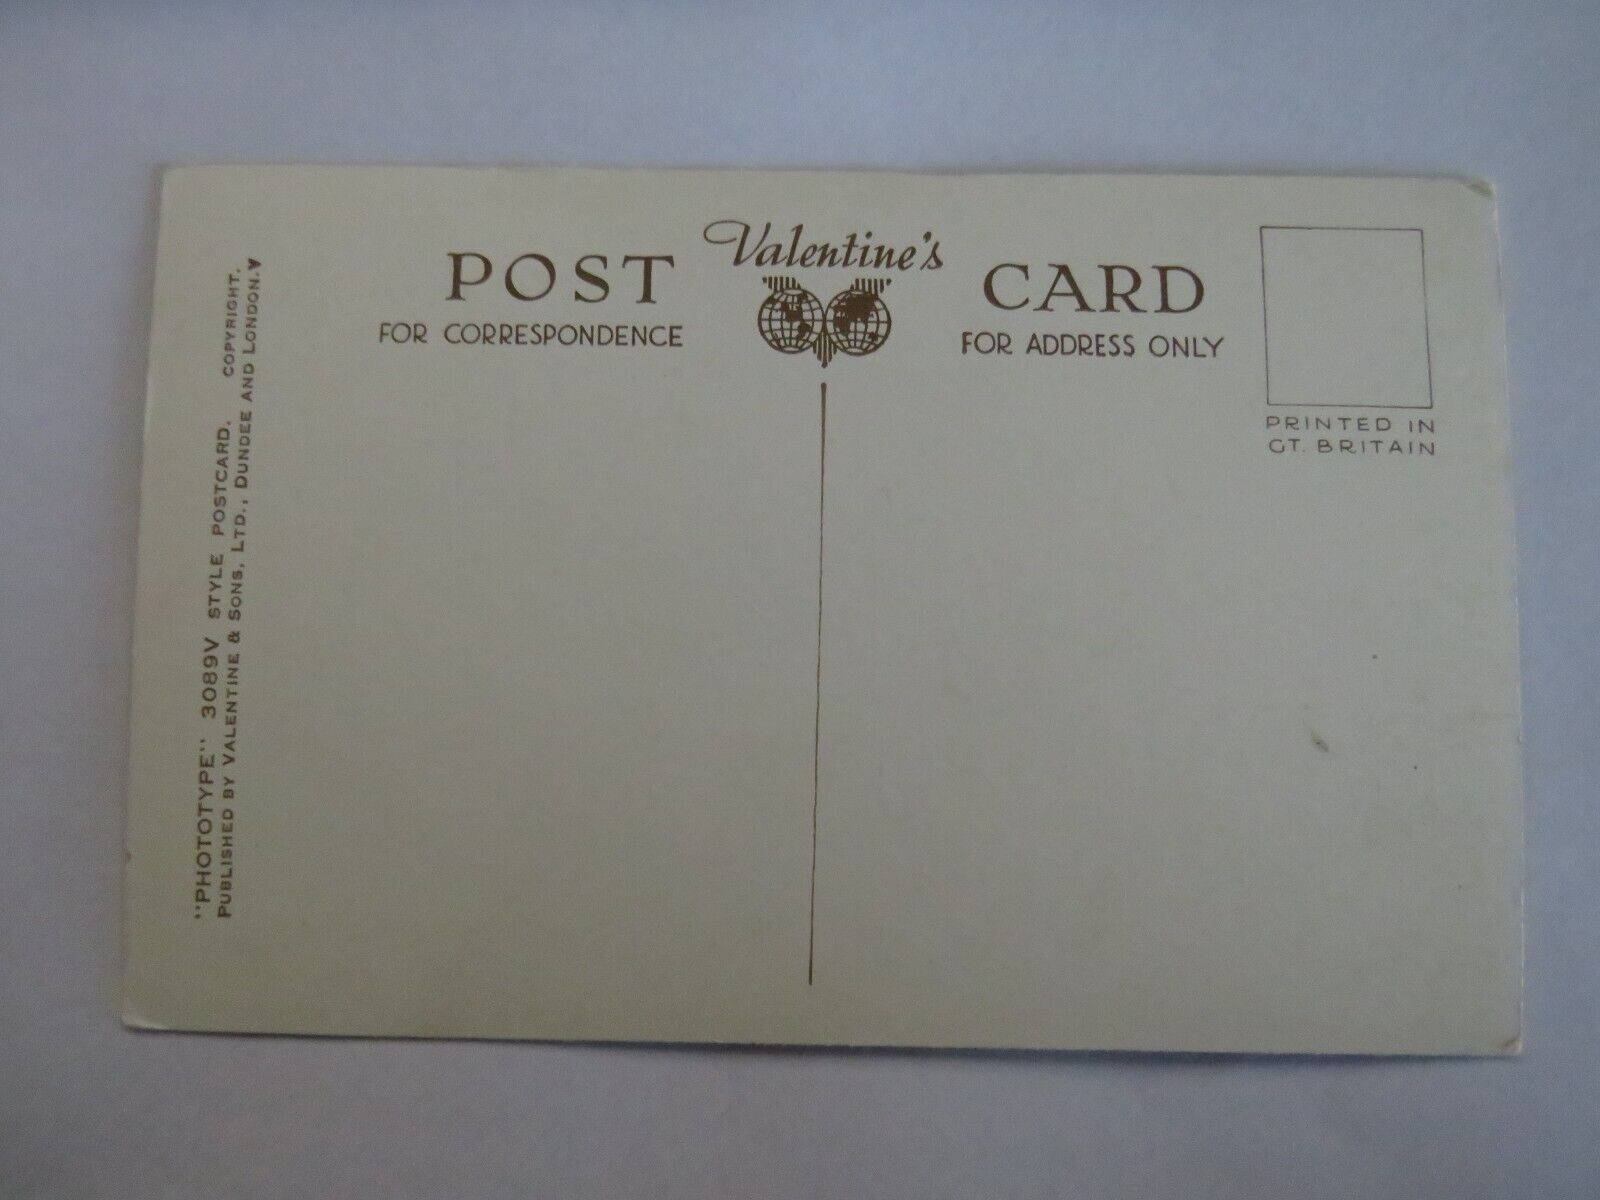 Valentine's
POST CARD
FOR CORRESPONDENCE
FOR ADDRESS ONLY
PRINTED IN
GT. BRITAIN
"PHOTOTYPE" 3089V STYLE POSTCARD. COPYRIGHT.
PUBLISHED BY VALENTINE & SONS, LTD., DUNDEE AND LONDON.